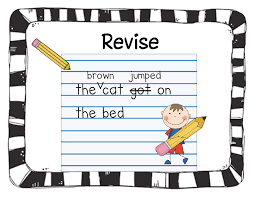 Revise
brown jumped
the cat got on
the bed